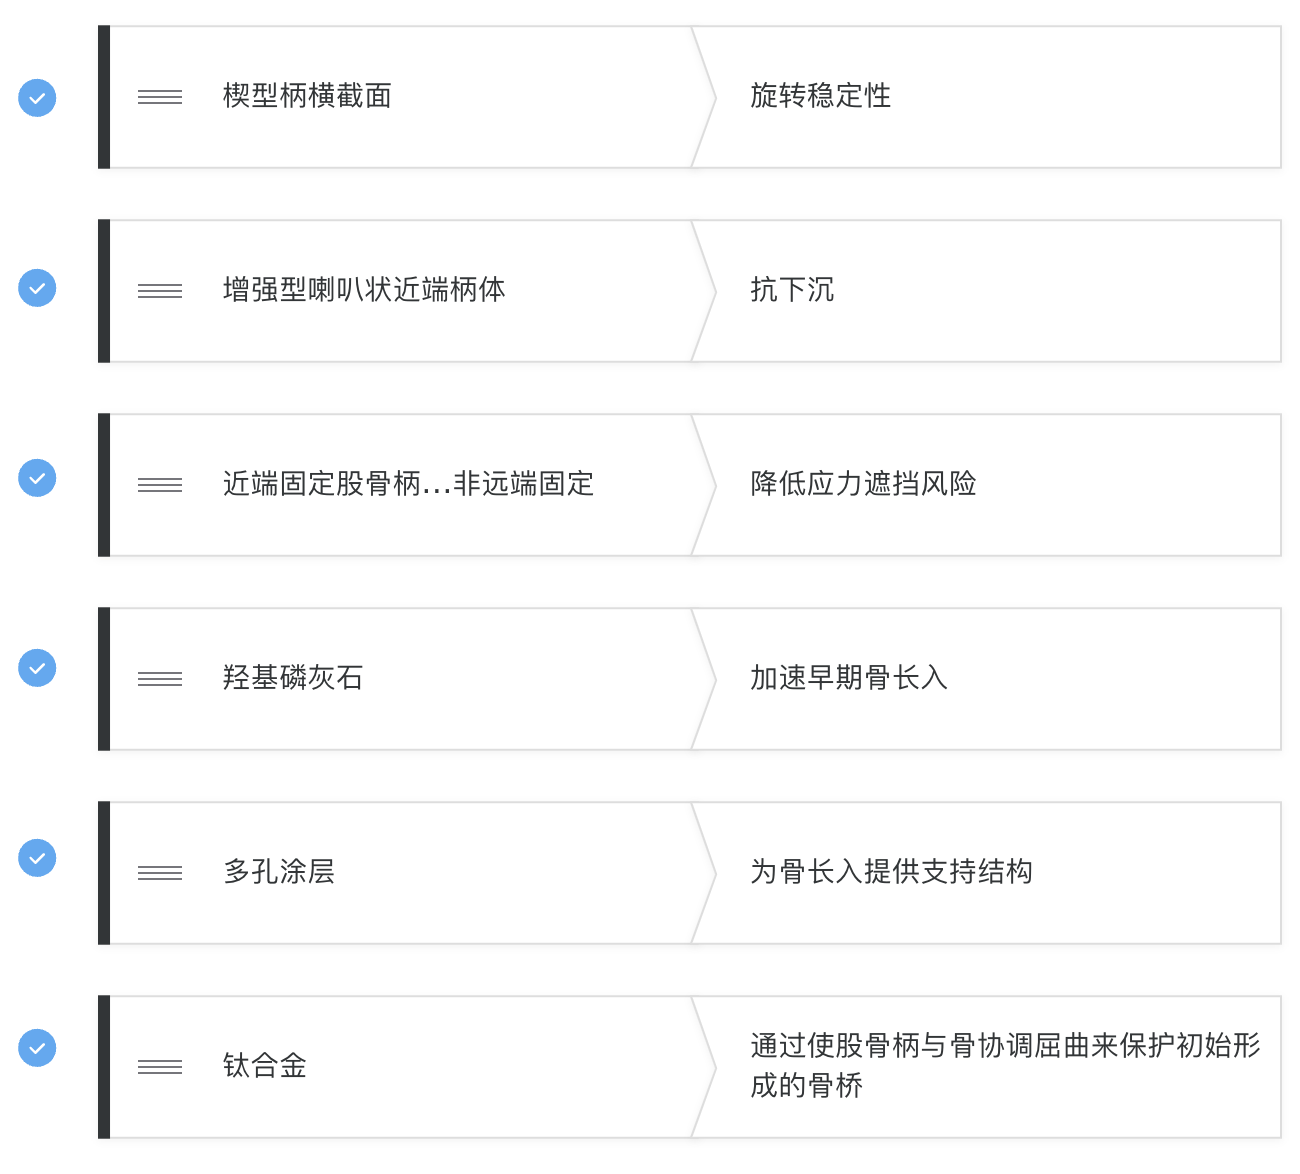 楔型柄横截面
旋转稳定性
增强型喇叭状近端柄体
抗下沉
近端固定股骨柄...非远端固定
降低应力遮挡风险
羟基磷灰石
加速早期骨长入
多孔涂层
为骨长入提供支持结构
钛合金
通过使股骨柄与骨协调屈曲来保护初始形
成的骨桥